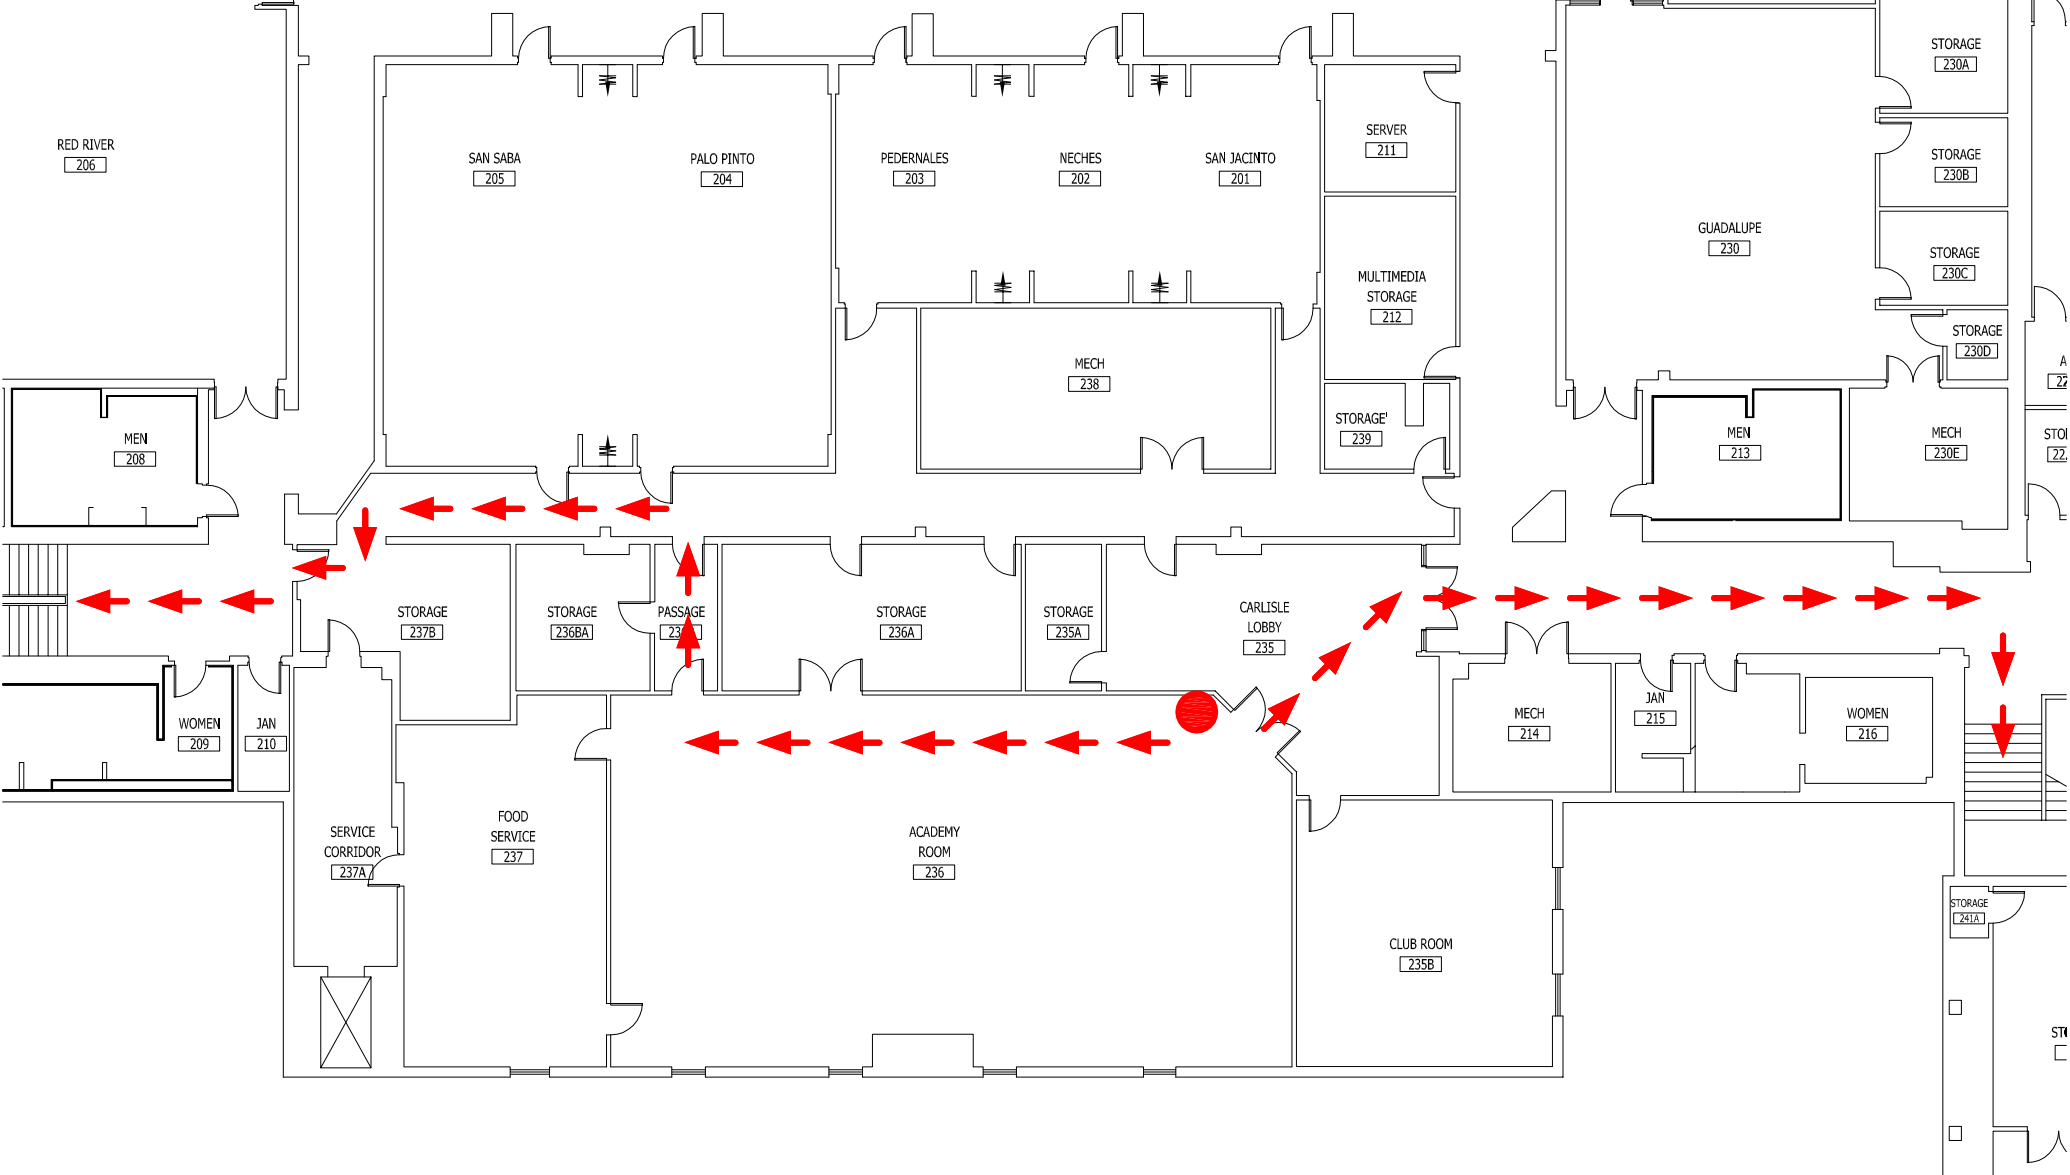 STORAGE
230A
RED RIVER
206
SAN SABA
205
PALO PINTO
204
PEDERNALES
203
NECHES
202
SAN JACINTO
201
SERVER
211
STORAGE
230B
GUADALUPE
230
STORAGE
230C
MULTIMEDIA
STORAGE
212
STORAGE
230D
MECH
238
STORAGE'
239
MEN
208
MEN
213
MECH
230E
STORAGE
237B
STORAGE
236BA
PASSAGE
STORAGE
236A
STORAGE
235A
CARLISLE
LOBBY
235
WOMEN
209
JAN
210
MECH
214
JAN
215
WOMEN
216
SERVICE
CORRIDOR
237A
FOOD
SERVICE
237
ACADEMY
ROOM
236
CLUB ROOM
235B
STORAGE
241A